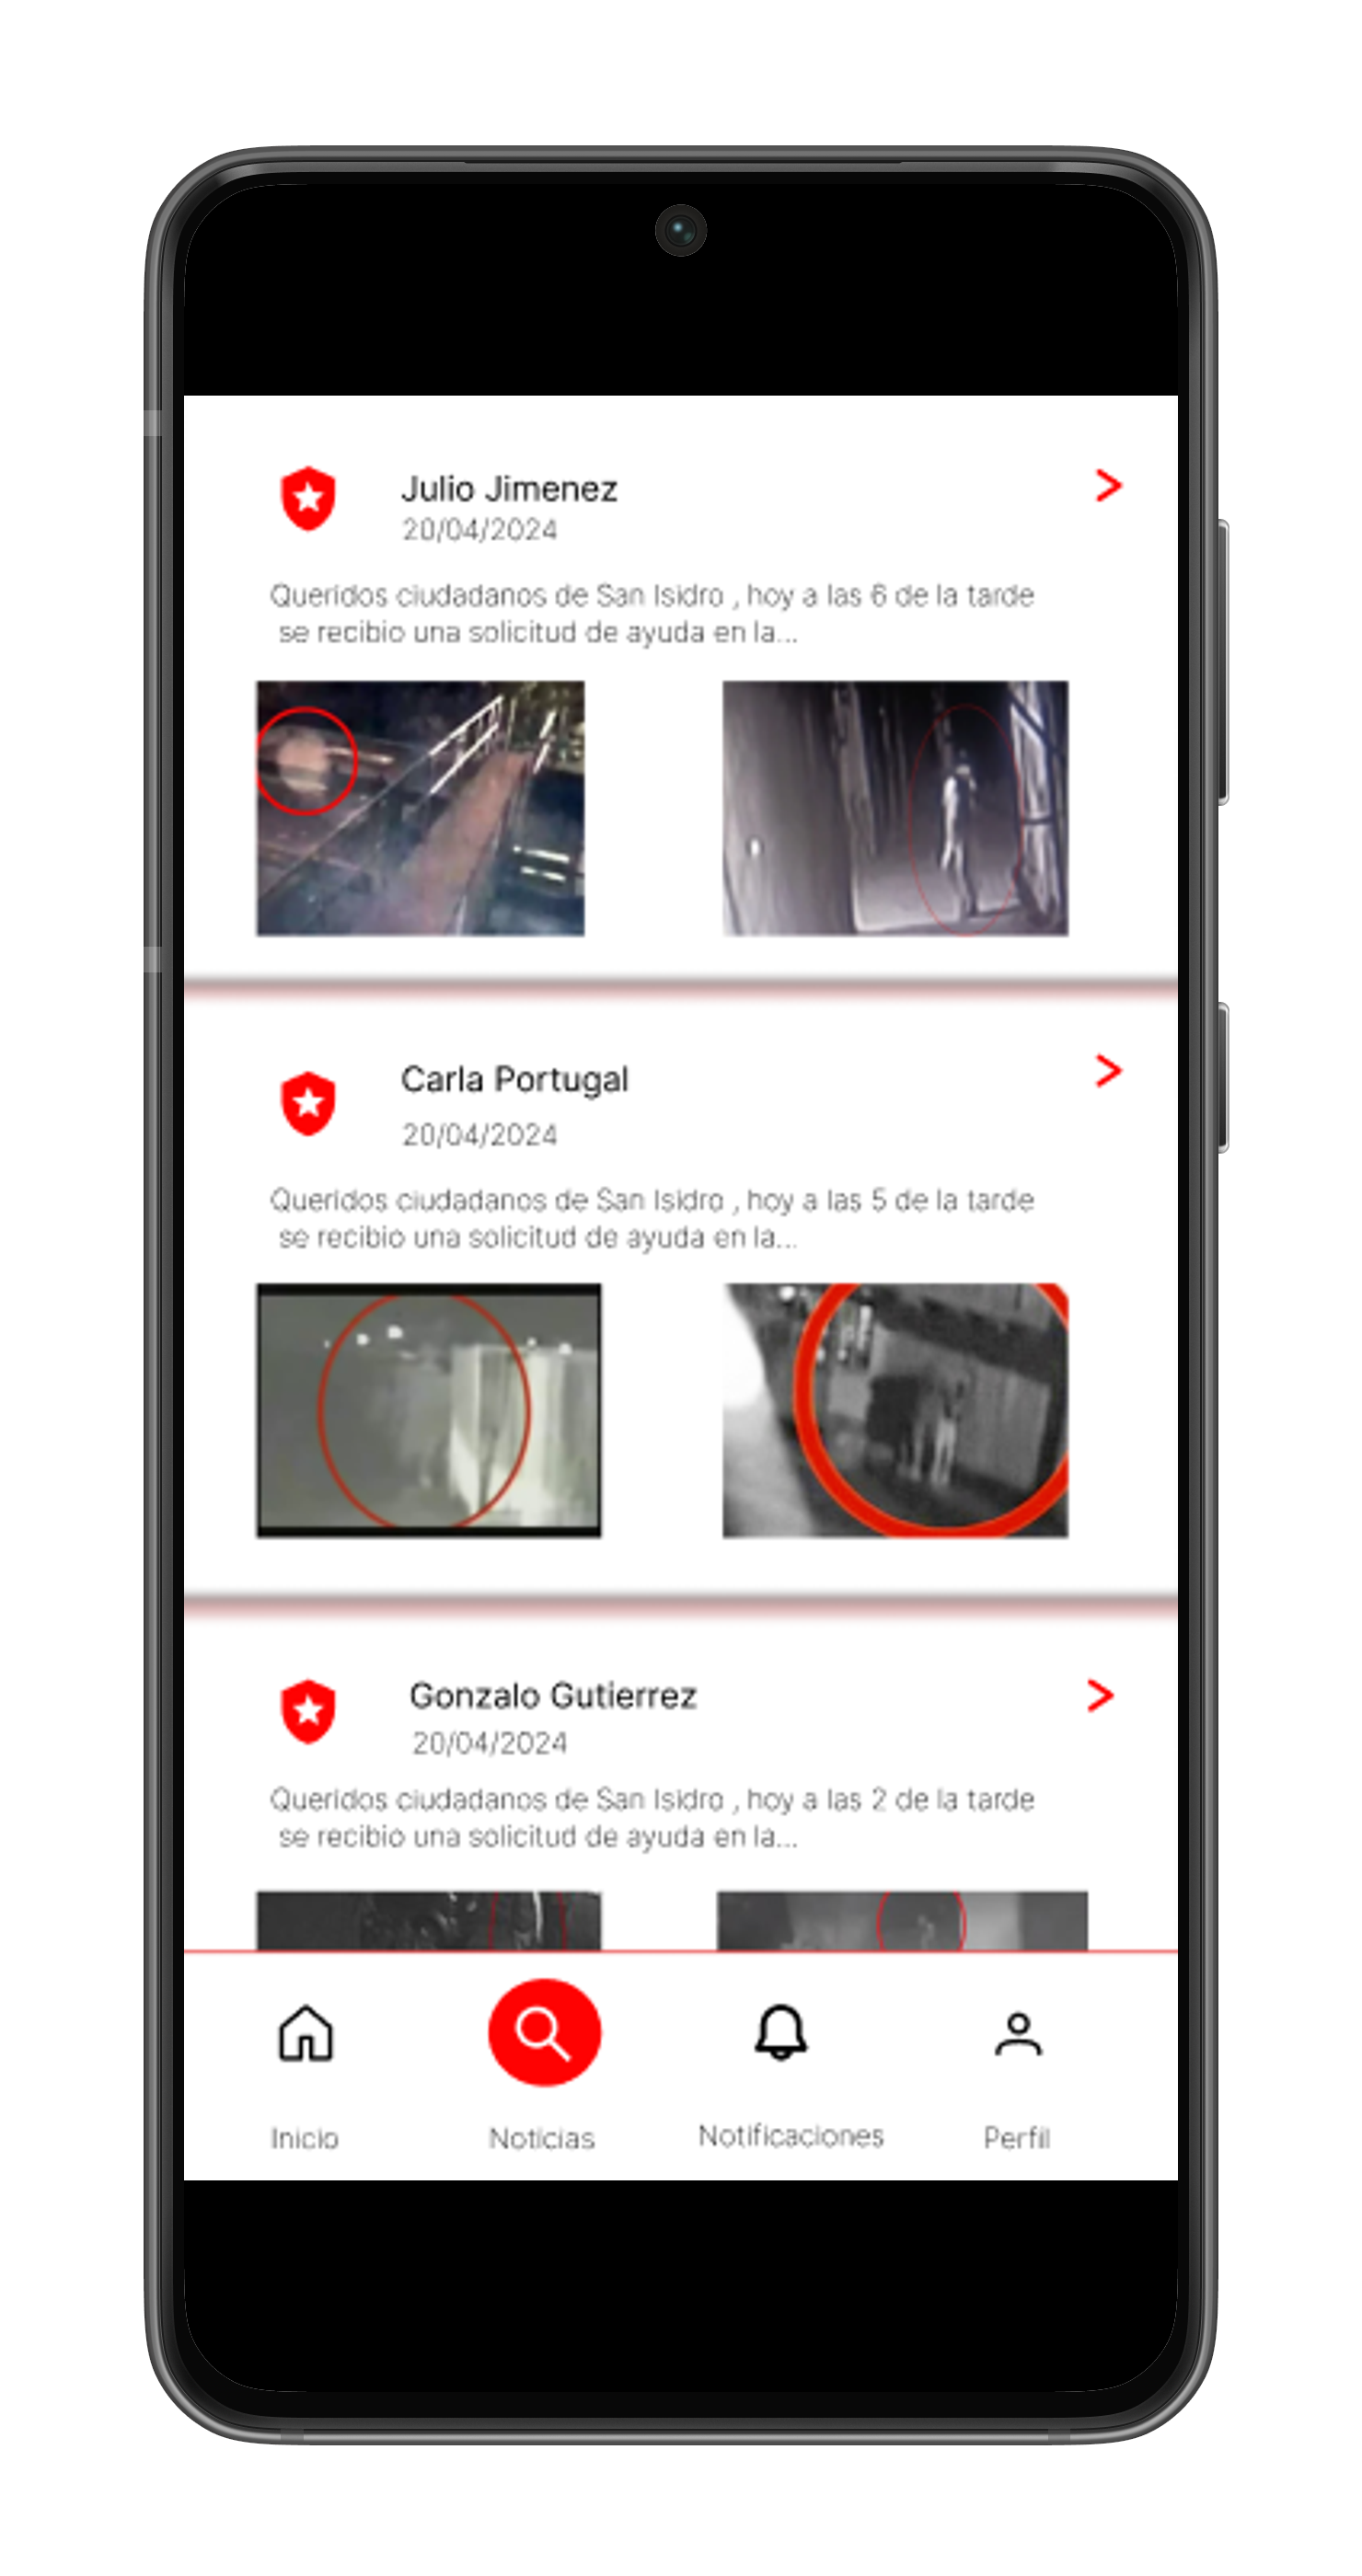 Julio Jimenez
20/04/2024
Queridos ciudadanos de San Isidro , hoy a las 6 de la tarde
se recibio una solicitud de ayuda en la...
Carla Portugal
20/04/2024
Queridos ciudadanos de San Isidro , hoy a las 5 de la tarde
se recibio una solicitud de ayuda en la...
Gonzalo Gutierrez
20/04/2024
Queridos ciudadanos de San Isidro , hoy a las 2 de la tarde
se recibio una solicitud de ayuda en la...
Inicio Noticias Notificaciones Perfil